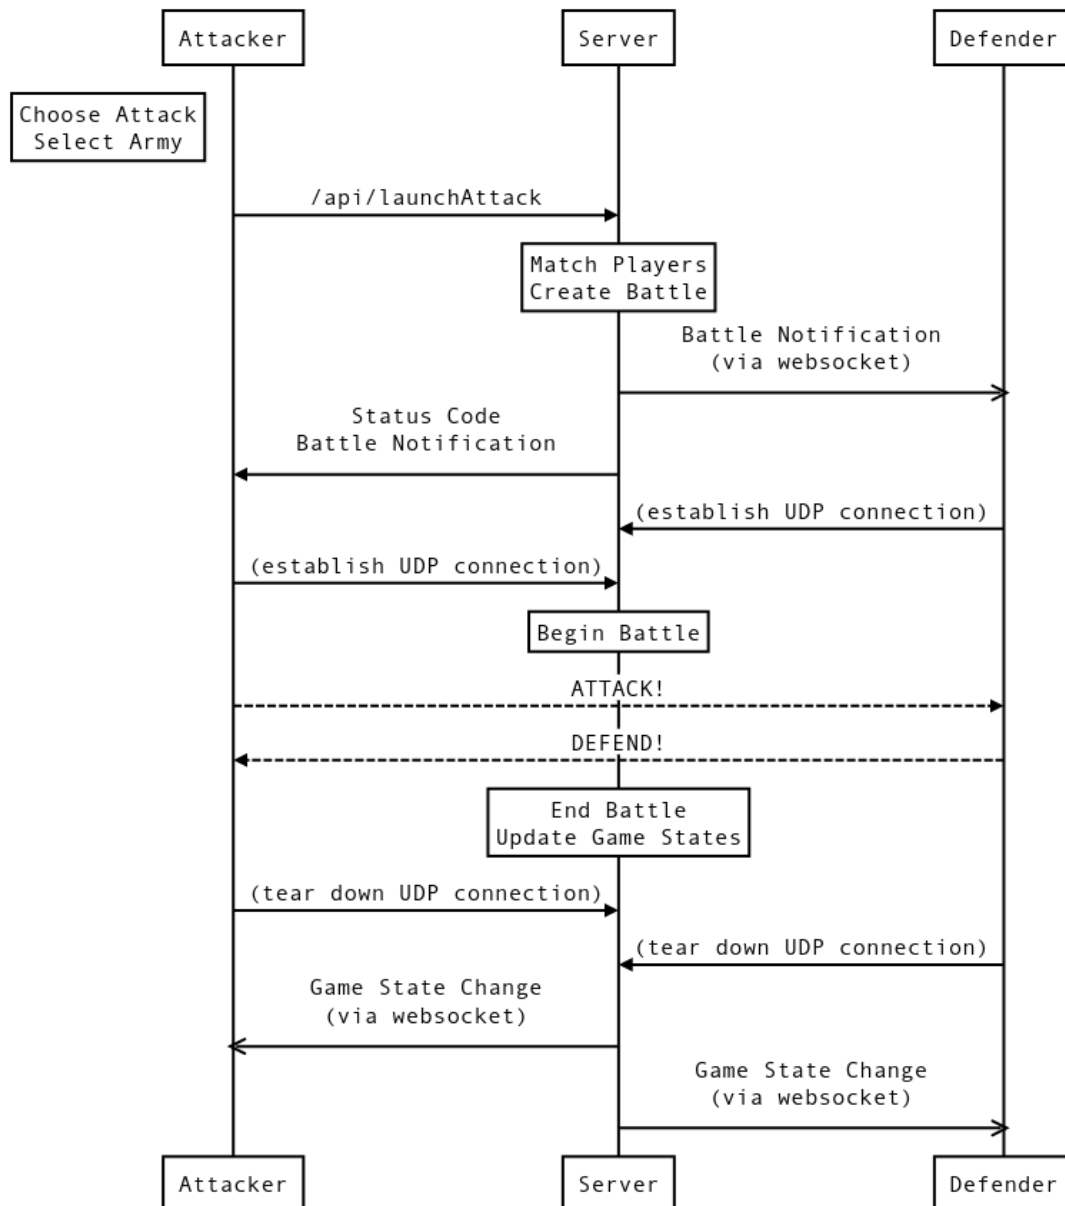 Attacker
Server
Defender
Choose Attack
Select Army
/api/launchAttack
Match Players
Create Battle
Battle Notification
(via websocket)
Status Code
Battle Notification
(establish UDP connection)
(establish UDP connection)
Begin Battle
ATTACK!
DEFEND!
End Battle
Update Game States
(tear down UDP connection)
(tear down UDP connection)
Game State Change
(via websocket)
Game State Change
(via websocket)
Attacker
Server
Defender